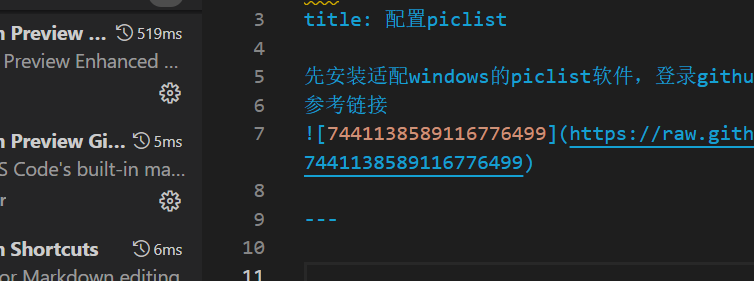 n Preview ... 519ms
Preview Enhanced ...
n Preview Gi... 5ms
S Code's built-in ma...
r
n Shortcuts 6ms
or Markdown editing
3 title: 配置piclist
4
5 先安装适配windows的piclist软件，登录githu
6 参考链接
7 ![7441138589116776499](https://raw.gith
7441138589116776499)
8
9 ---
10
11